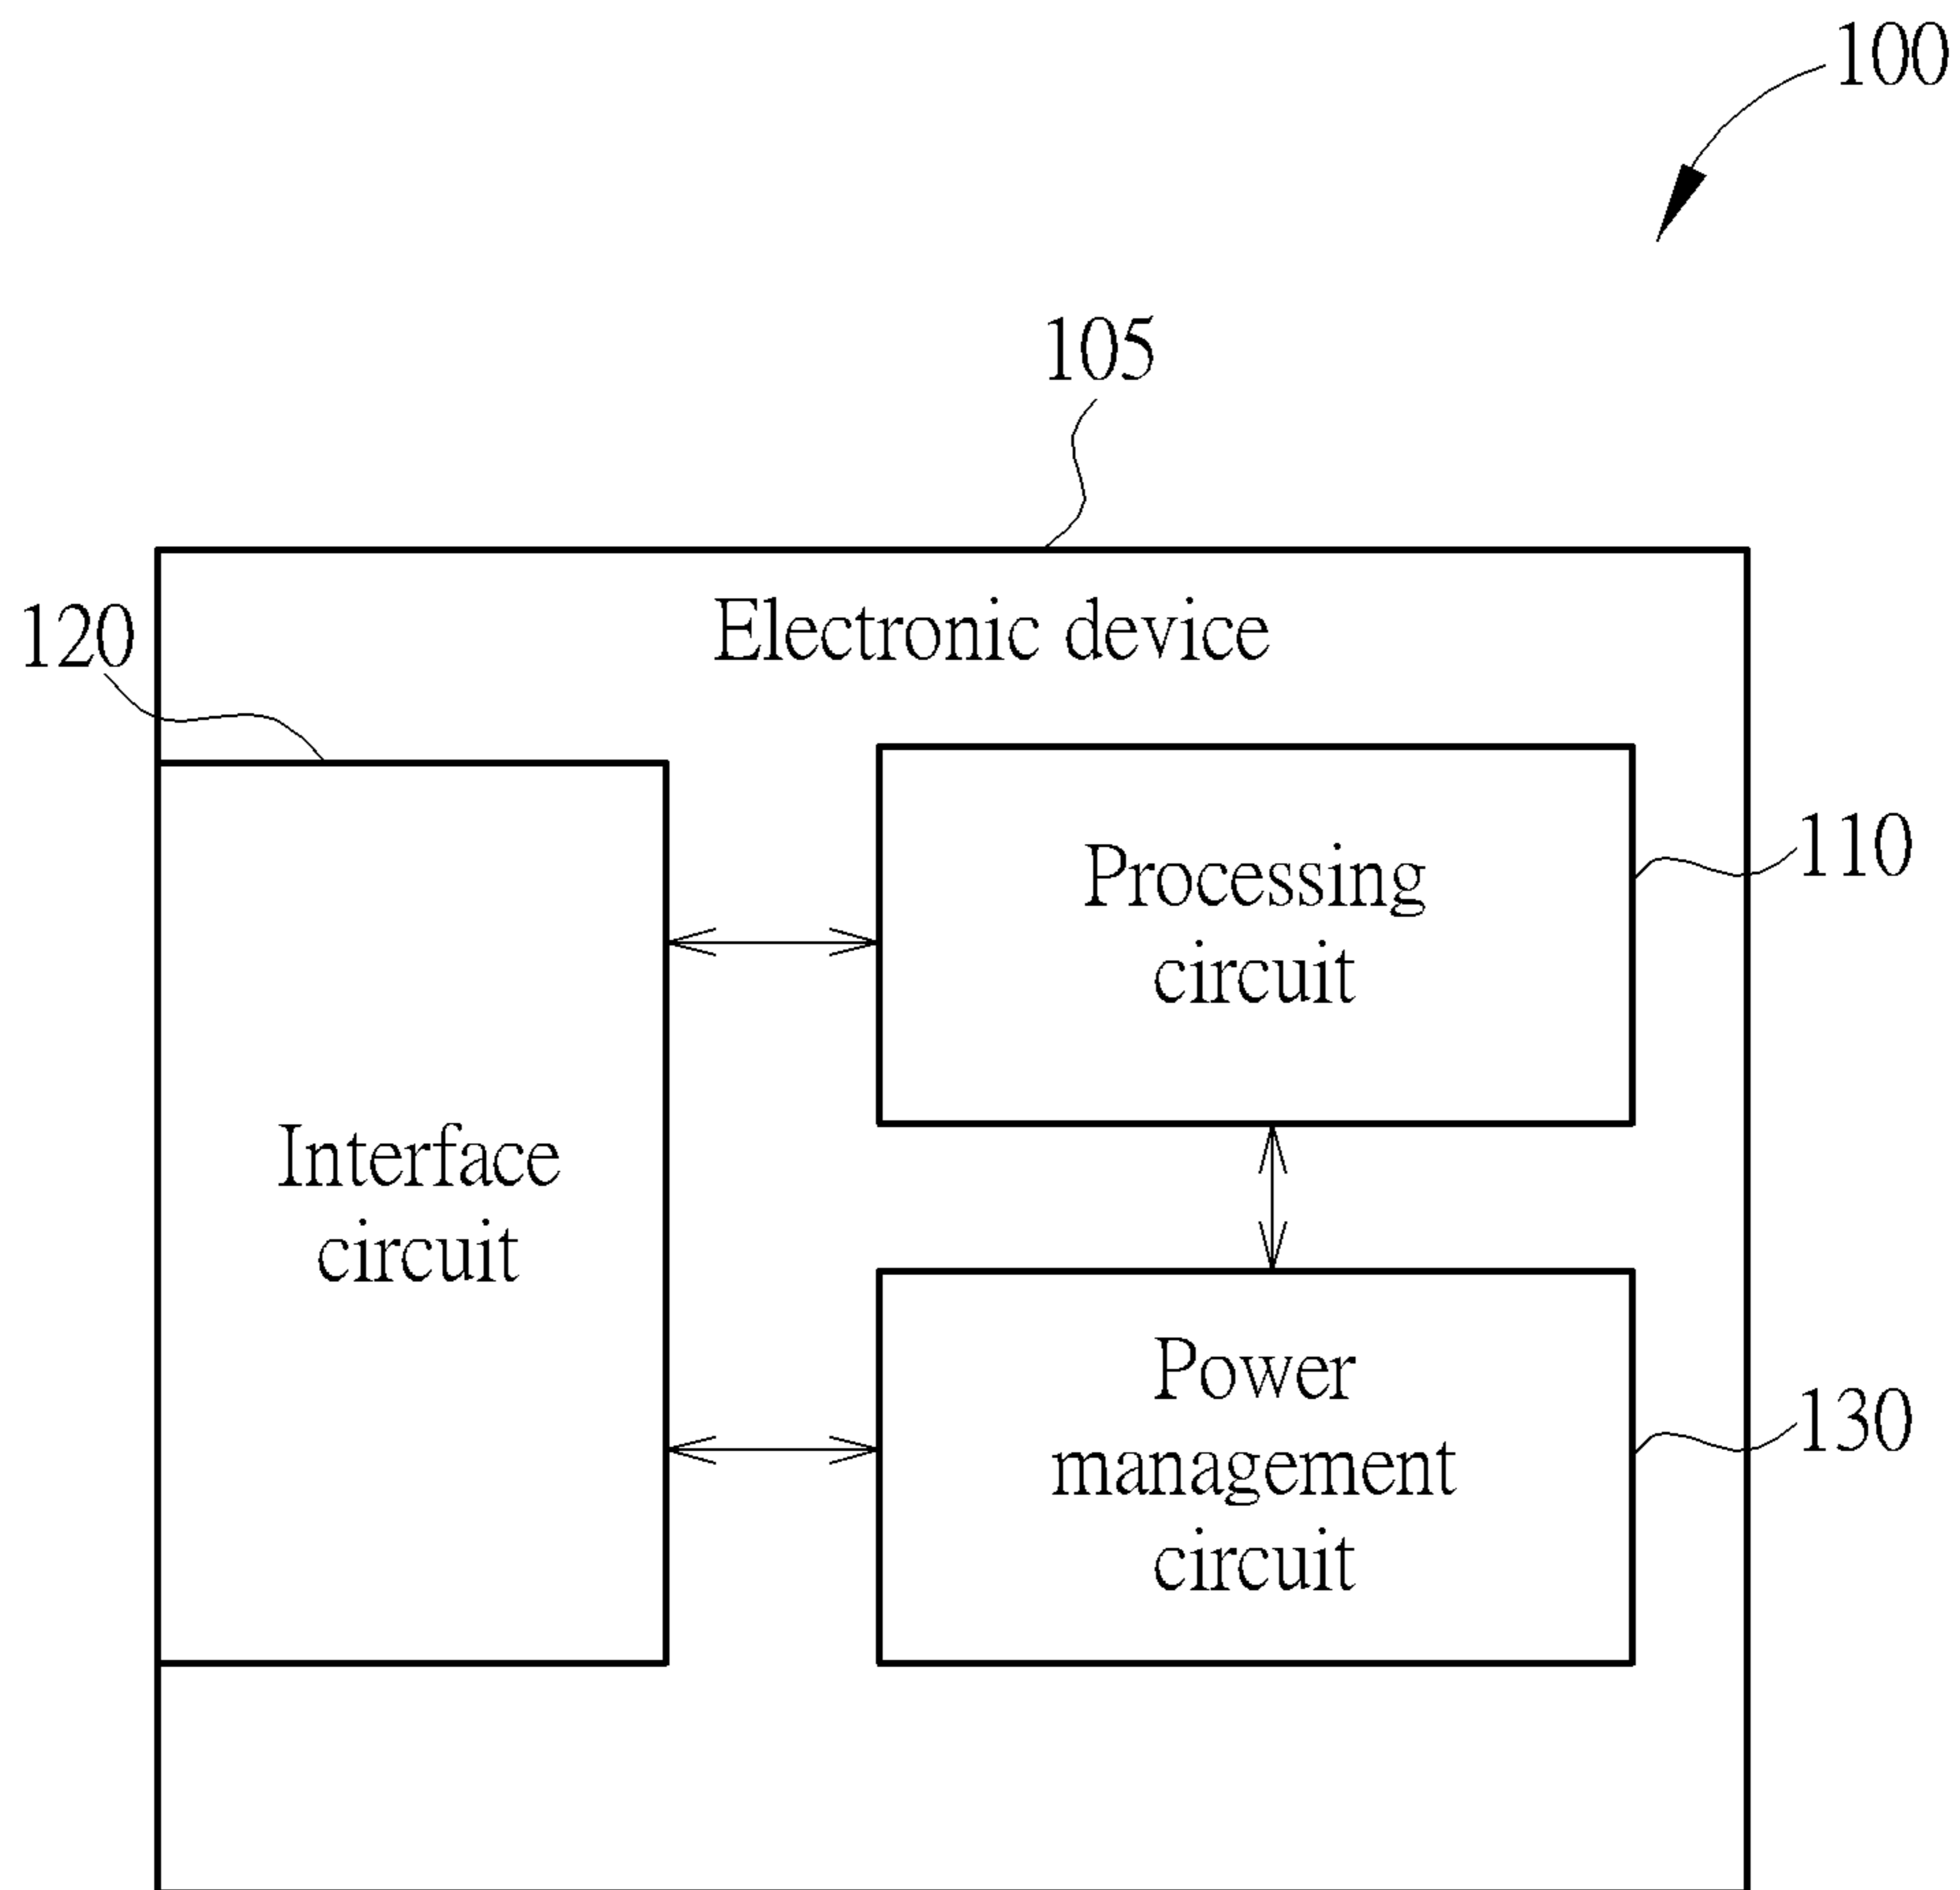 100
105
120
Electronic device
Processing
circuit
110
Interface
circuit
Power
management
circuit
130